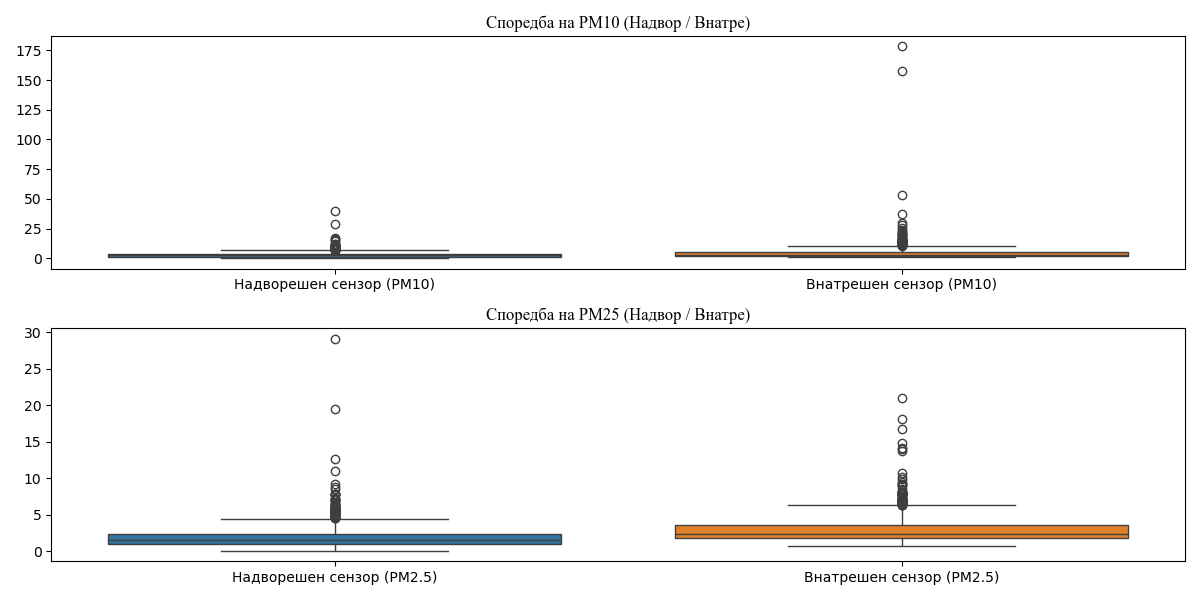 Споредба на PM10 (Надвор / Внатре)
175
150
125
100
75
50
25
0
Надворешен сензор (PM10)
Внатрешен сензор (PM10)
Споредба на PM25 (Надвор / Внатре)
30
25
20
15
10
5
0
Надворешен сензор (PM2.5)
Внатрешен сензор (PM2.5)